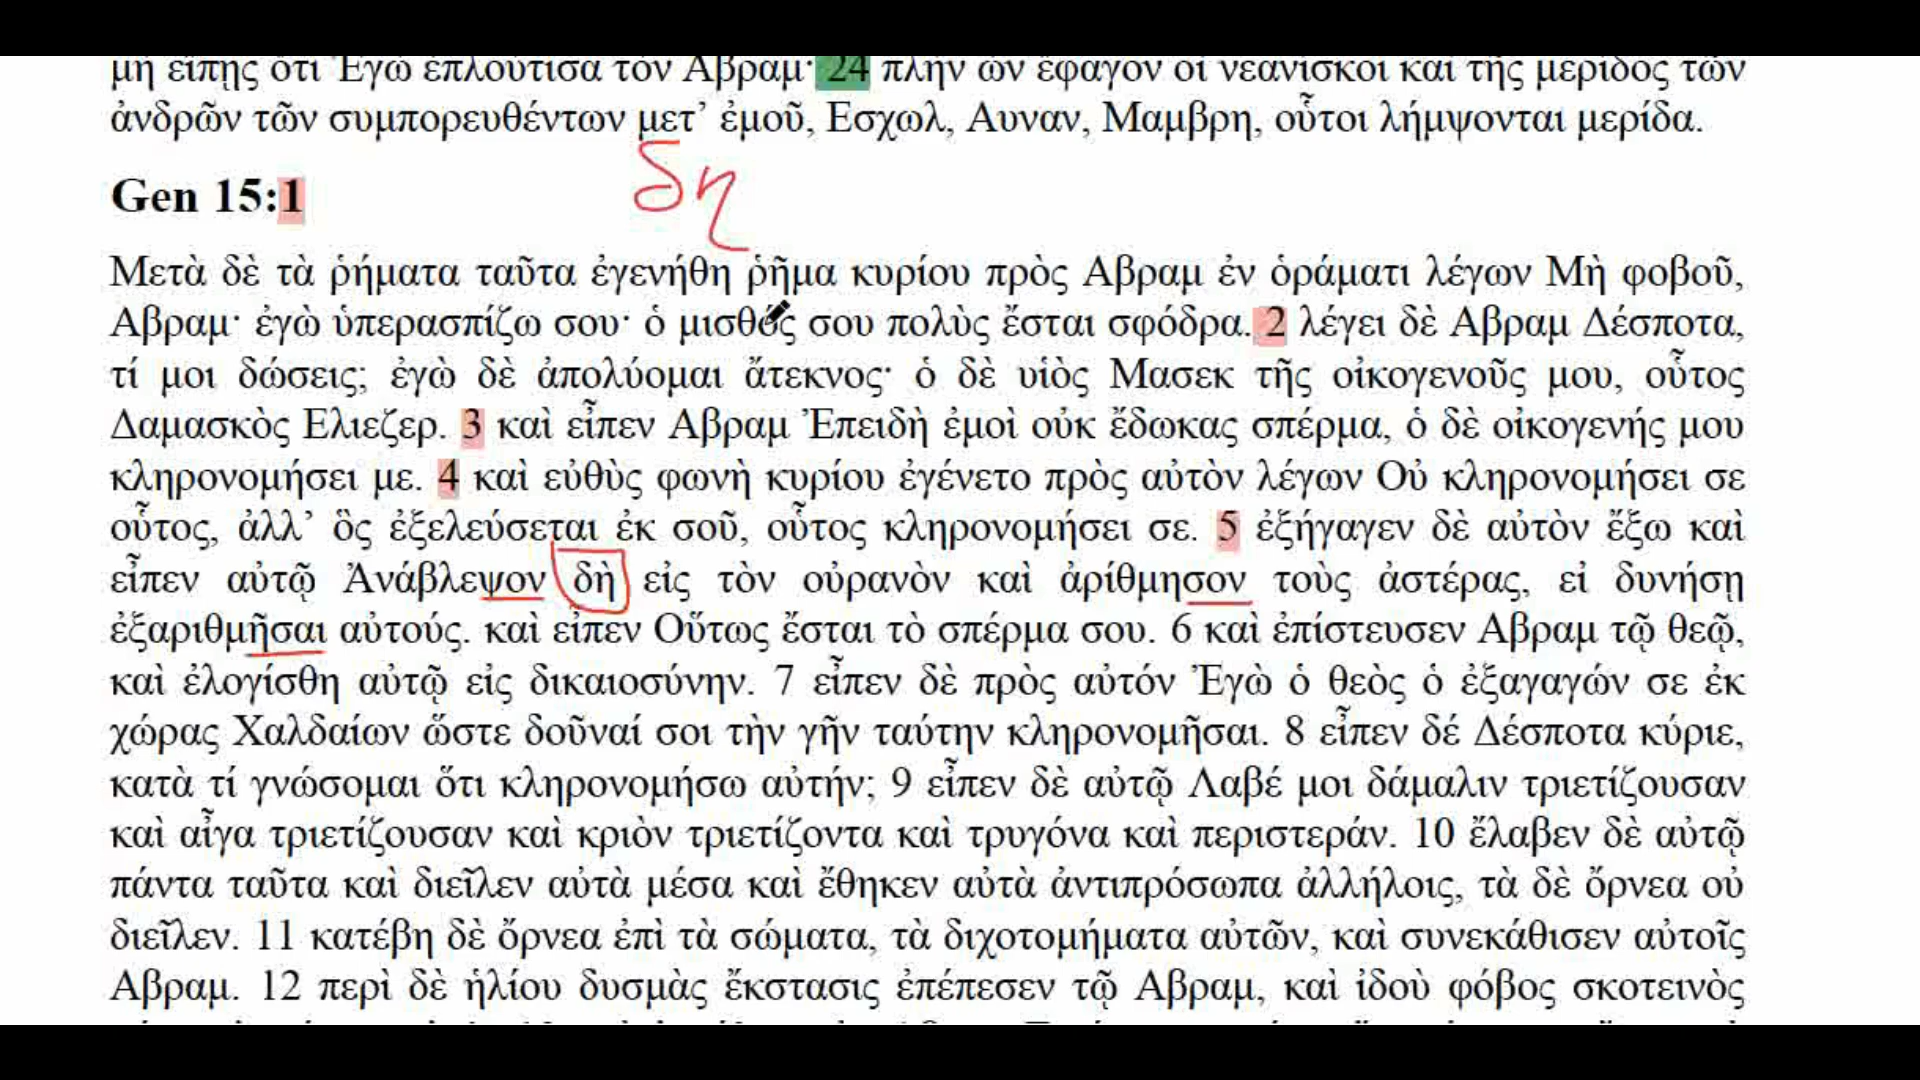 μὴ εἴπῃς ὅτι Ἐγὼ ἐπλούτισα τὸν Αβραμ· 24 πλὴν ὧν ἔφαγον οἱ νεανίσκοι καὶ τῆς μερίδος τῶν
ἀνδρῶν τῶν συμπορευθέντων μετ’ ἐμοῦ, Εσχωλ, Αυναν, Μαμβρη, οὗτοι λήμψονται μερίδα.
δη
Gen 15:1
Μετὰ δὲ τὰ ῥήματα ταῦτα ἐγενήθη ῥῆμα κυρίου πρὸς Αβραμ ἐν ὁράματι λέγων Μὴ φοβοῦ,
Αβραμ· ἐγὼ ὑπερασπίζω σου· ὁ μισθός σου πολὺς ἔσται σφόδρα. 2 λέγει δὲ Αβραμ Δέσποτα,
τί μοι δώσεις; ἐγὼ δὲ ἀπολύομαι ἄτεκνος· ὁ δὲ υἱὸς Μασεκ τῆς οἰκογενοῦς μου, οὗτος
Δαμασκὸς Ελιεζερ. 3 καὶ εἶπεν Αβραμ Ἐπειδὴ ἐμοὶ οὐκ ἔδωκας σπέρμα, ὁ δὲ οἰκογενής μου
κληρονομήσει με. 4 καὶ εὐθὺς φωνὴ κυρίου ἐγένετο πρὸς αὐτὸν λέγων Οὐ κληρονομήσει σε
οὗτος, ἀλλ’ ὃς ἐξελεύσεται ἐκ σοῦ, οὗτος κληρονομήσει σε. 5 ἐξήγαγεν δὲ αὐτὸν ἔξω καὶ
εἶπεν αὐτῷ Ἀνάβλεψον δὴ εἰς τὸν οὐρανὸν καὶ ἀρίθμησον τοὺς ἀστέρας, εἰ δυνήσῃ
ἐξαριθμῆσαι αὐτούς. καὶ εἶπεν Οὕτως ἔσται τὸ σπέρμα σου. 6 καὶ ἐπίστευσεν Αβραμ τῷ θεῷ,
καὶ ἐλογίσθη αὐτῷ εἰς δικαιοσύνην. 7 εἶπεν δὲ πρὸς αὐτόν Ἐγὼ ὁ θεὸς ὁ ἐξαγαγών σε ἐκ
χώρας Χαλδαίων ὥστε δοῦναί σοι τὴν γῆν ταύτην κληρονομῆσαι. 8 εἶπεν δέ Δέσποτα κύριε,
κατὰ τί γνώσομαι ὅτι κληρονομήσω αὐτήν; 9 εἶπεν δὲ αὐτῷ Λαβέ μοι δάμαλιν τριετίζουσαν
καὶ αἶγα τριετίζουσαν καὶ κριὸν τριετίζοντα καὶ τρυγόνα καὶ περιστεράν. 10 ἔλαβεν δὲ αὐτῷ
πάντα ταῦτα καὶ διεῖλεν αὐτὰ μέσα καὶ ἔθηκεν αὐτὰ ἀντιπρόσωπα ἀλλήλοις, τὰ δὲ ὄρνεα οὐ
διεῖλεν. 11 κατέβη δὲ ὄρνεα ἐπὶ τὰ σώματα, τὰ διχοτομήματα αὐτῶν, καὶ συνεκάθισεν αὐτοῖς
Αβραμ. 12 περὶ δὲ ἡλίου δυσμὰς ἔκστασις ἐπέπεσεν τῷ Αβραμ, καὶ ἰδοὺ φόβος σκοτεινὸς